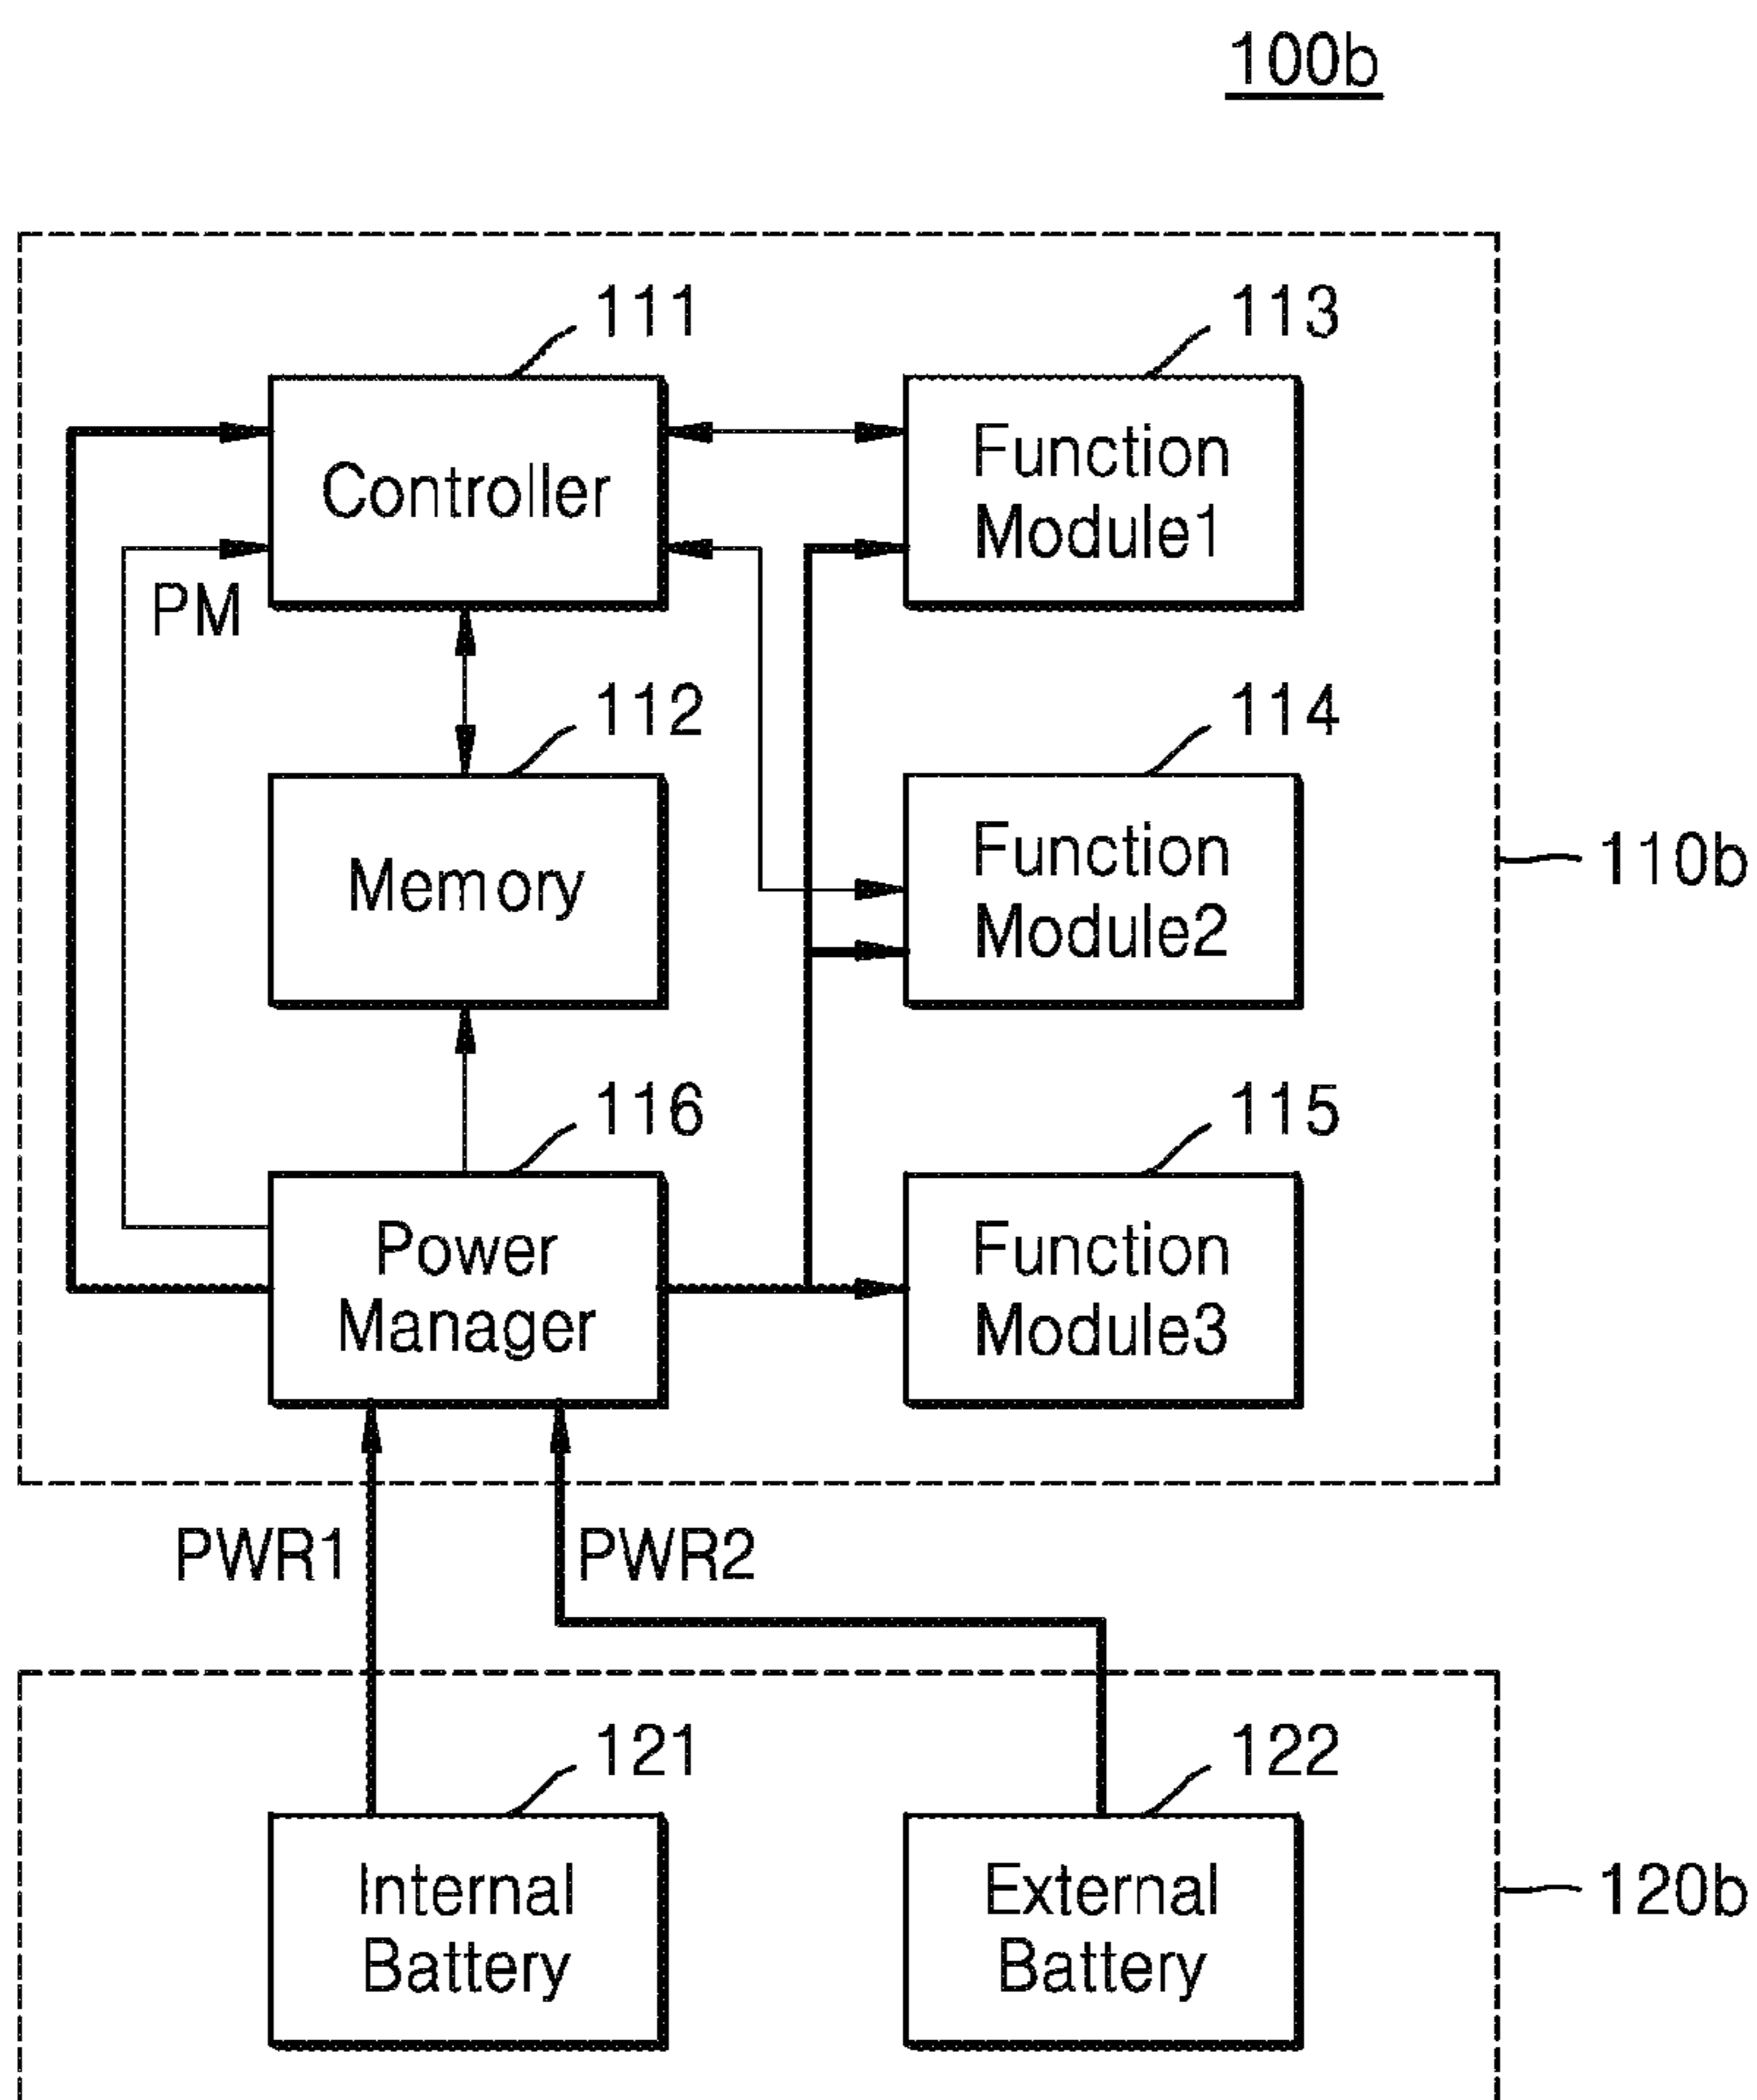 100b
111
113
Controller
Function
Module1
PM
112
114
Memory
Function
Module2
110b
116
115
Power
Manager
Function
Module3
PWR1
PWR2
121
122
Internal
Battery
External
Battery
120b